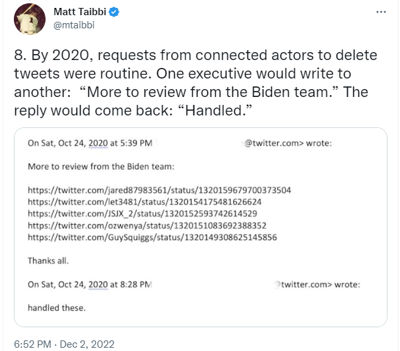 Matt Taibbi
@mtaibbi
8. By 2020, requests from connected actors to delete
tweets were routine. One executive would write to
another:  “More to review from the Biden team.” The
reply would come back: “Handled.”
On Sat, Oct 24, 2020 at 5:39 PM @twitter.com> wrote:
More to review from the Biden team:
https://twitter.com/jared87983561/status/1320159679700373504
https://twitter.com/let3481/status/1320154175481626624
https://twitter.com/JSJX_2/status/1320152593742614529
https://twitter.com/ozwenya/status/1320151083692388352
https://twitter.com/GuySquiggs/status/1320149308625145856
Thanks all.
On Sat, Oct 24, 2020 at 8:28 PM @twitter.com> wrote:
handled these.
6:52 PM · Dec 2, 2022